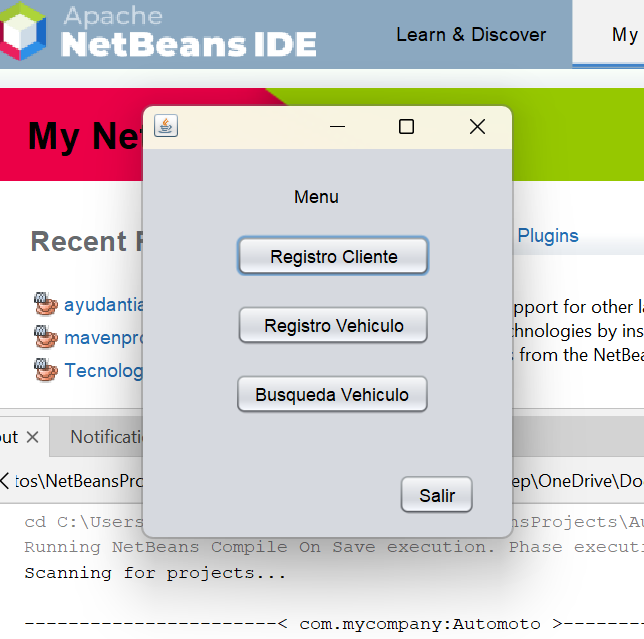 Apache
NetBeans IDE
Learn & Discover
My
My Ne
Menu
Recent
Plugins
Registro Cliente
ayudantia
pport for other la
Registro Vehiculo
mavenpro
chnologies by ins
from the NetBea
Tecnolog
Busqueda Vehiculo
out
Notificati
tos\NetBeansPro
ep\OneDrive\Do
Salir
cd C:\Users
nsProjects\Au
Running NetBeans Compile On Save execution. Phase executi
Scanning for projects...
-----------------------< com.mycompany:Automoto >--------